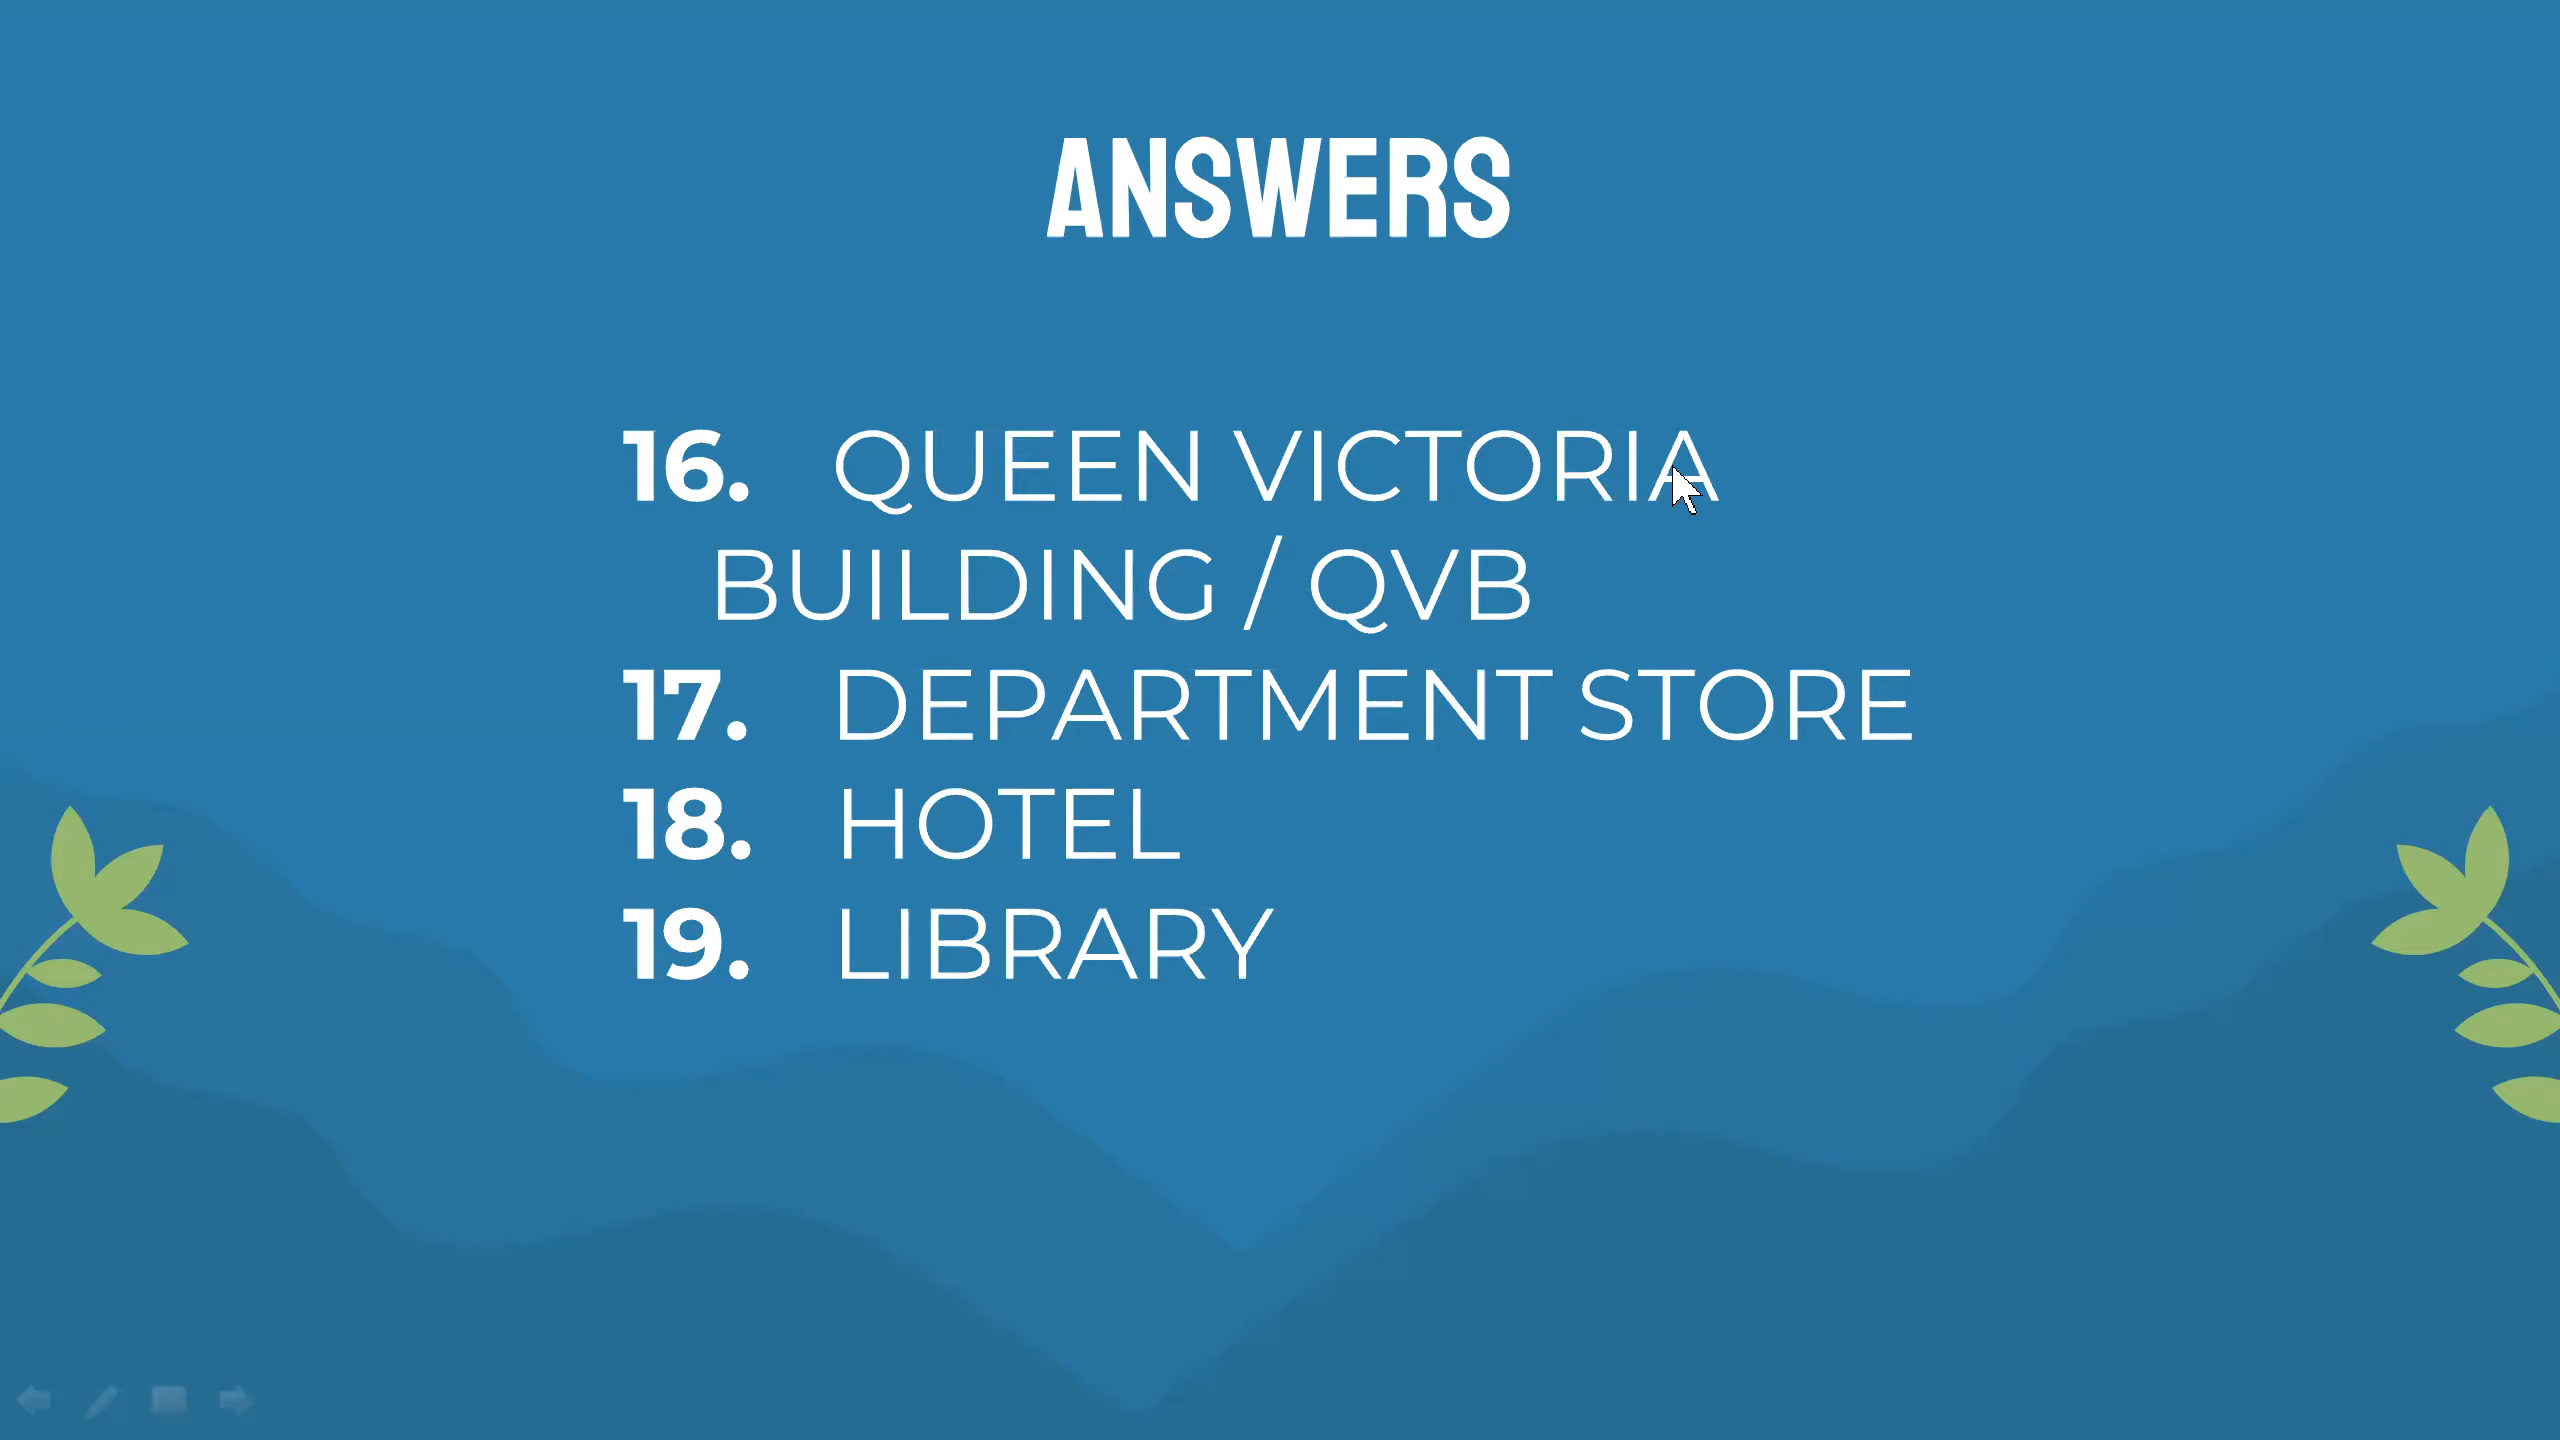 ANSWERS
16. QUEEN VICTORIA
BUILDING / QVB
17. DEPARTMENT STORE
18. HOTEL
19. LIBRARY